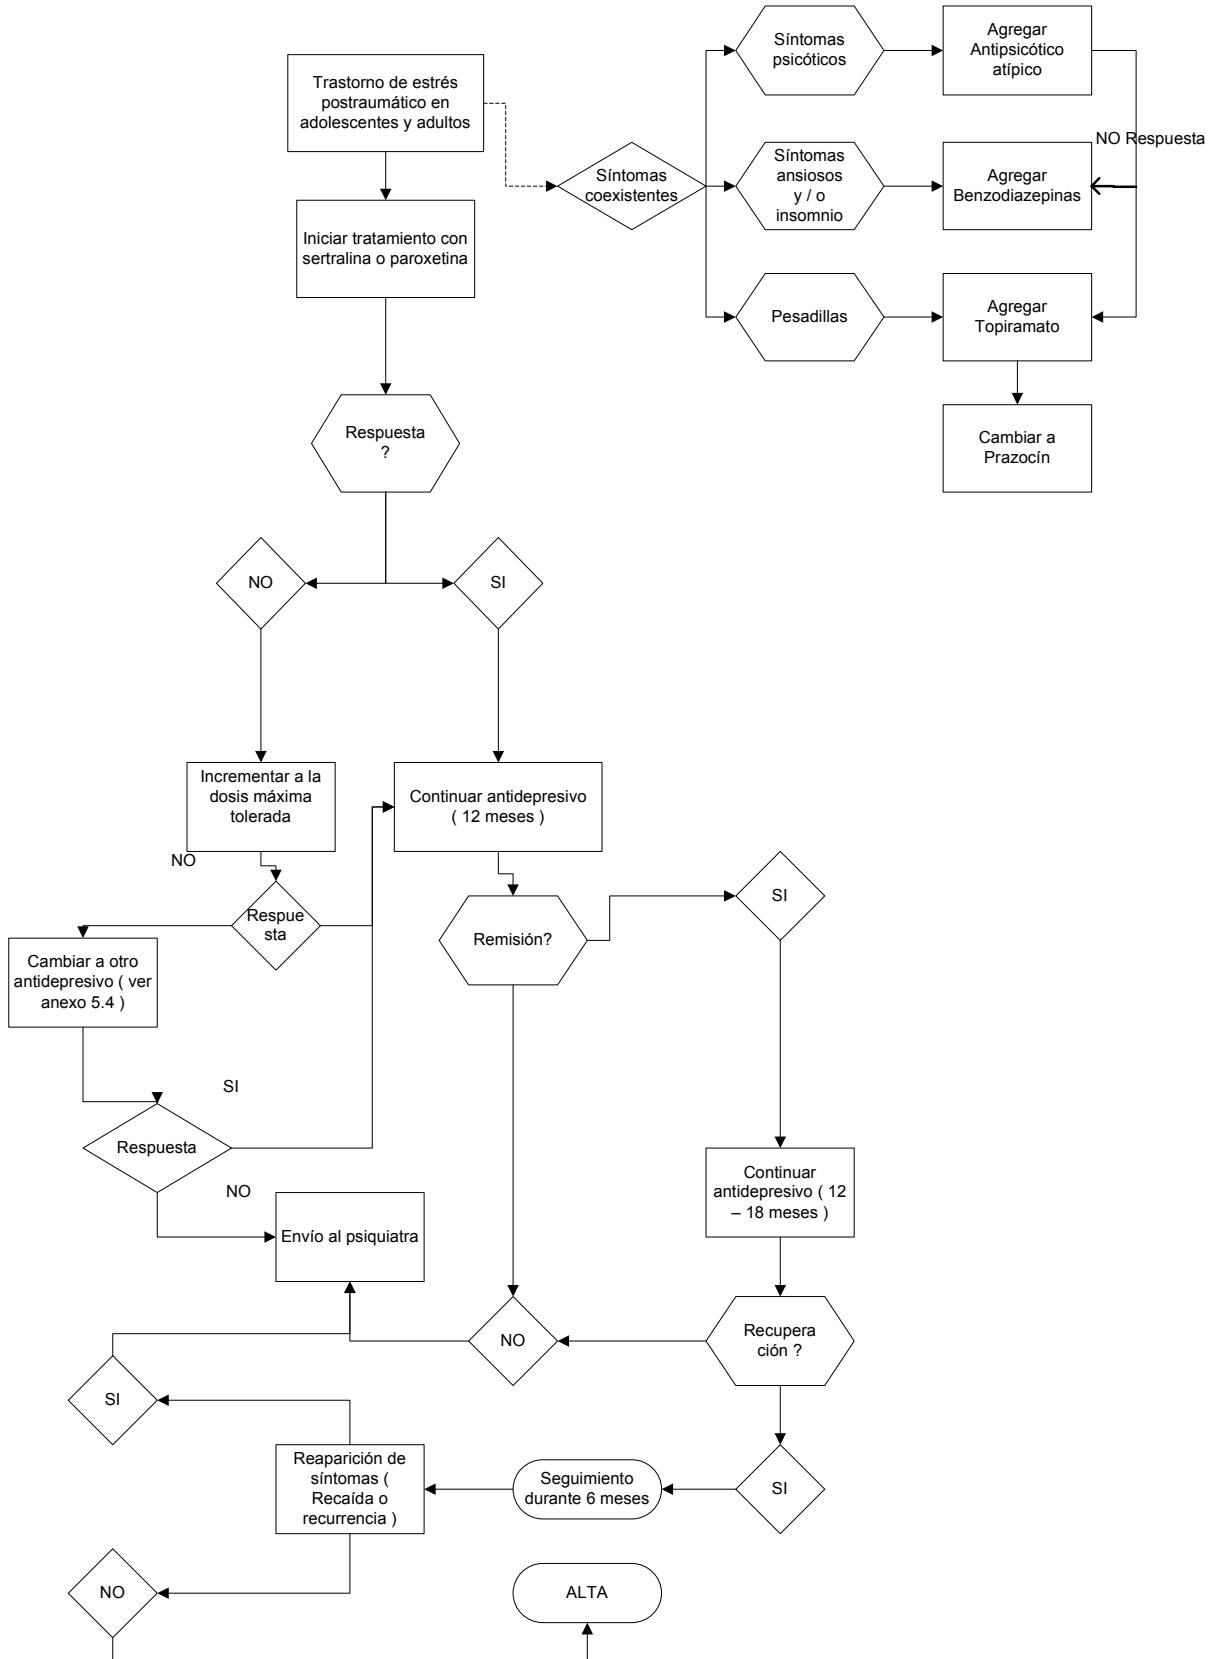 Trastorno de estrés
postraumático en
adolescentes y adultos
Síntomas
coexistentes
Síntomas
psicóticos
Agregar
Antipsicótico
atípico
NO Respuesta
Síntomas
ansiosos
y / o
insomnio
Agregar
Benzodiazepinas
Pesadillas
Agregar
Topiramato
Cambiar a
Prazocín
Iniciar tratamiento con
sertralina o paroxetina
Respuesta
?
NO
SI
Incrementar a la
dosis máxima
tolerada
Continuar antidepresivo
( 12 meses )
NO
Respue
sta
SI
Remisión?
Cambiar a otro
antidepresivo ( ver
anexo 5.4 )
SI
Respuesta
NO
Envío al psiquiatra
Continuar
antidepresivo ( 12
– 18 meses )
Recupera
ción ?
NO
SI
Reaparición de
síntomas (
Recaída o
recurrencia )
Seguimiento
durante 6 meses
SI
NO
ALTA